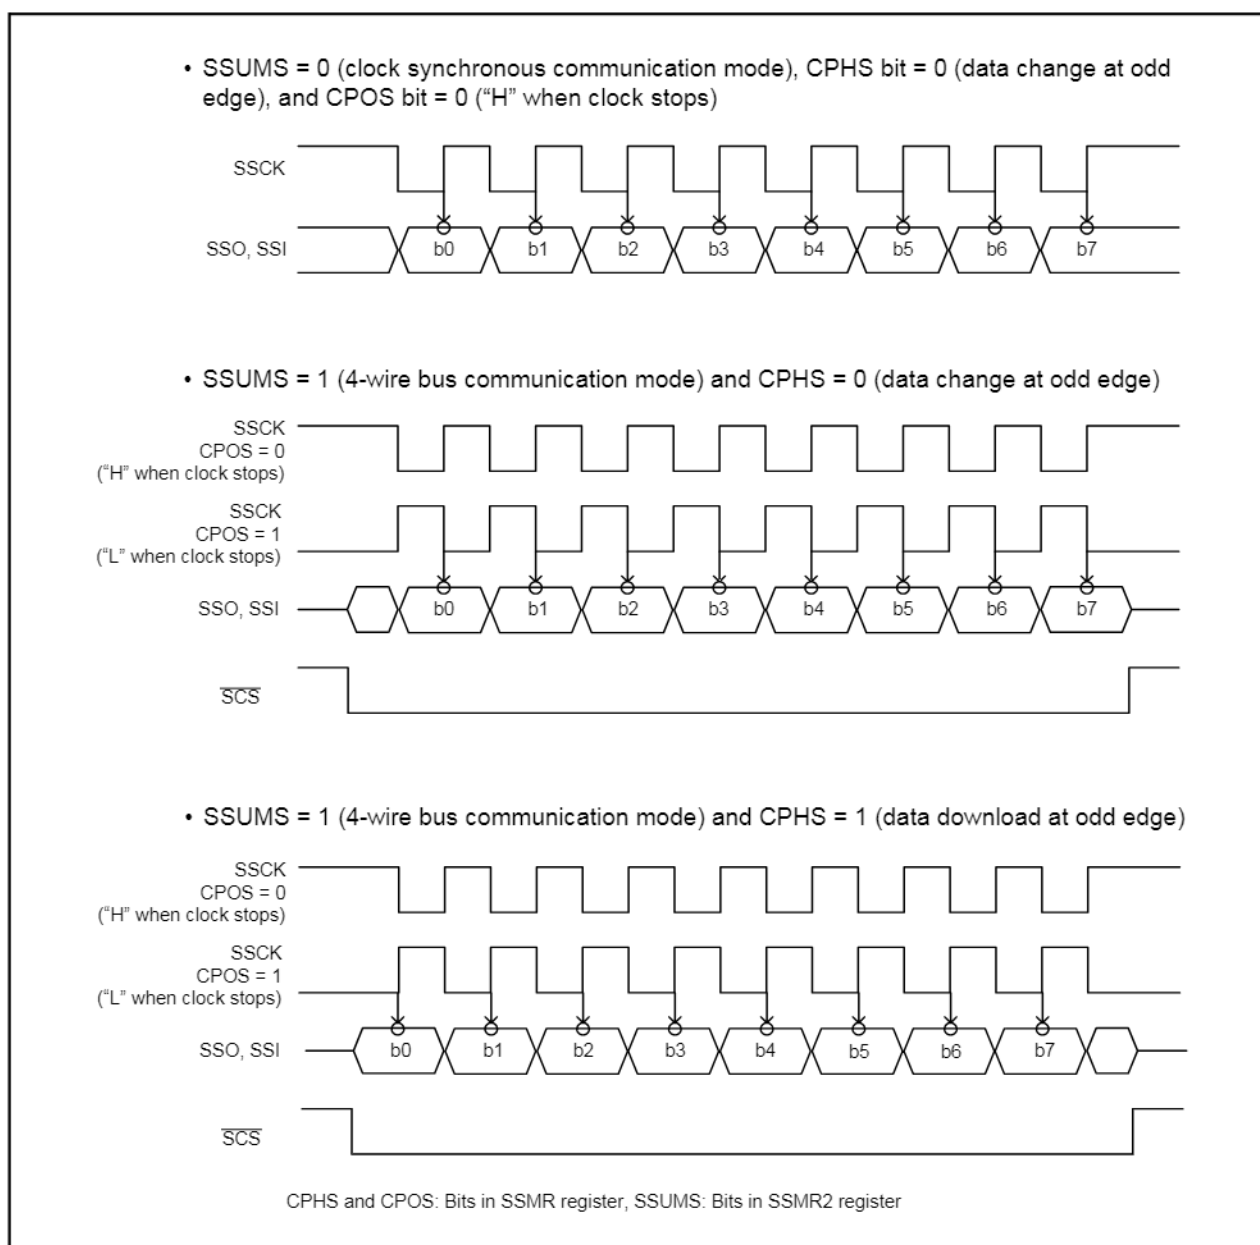 • SSUMS = 0 (clock synchronous communication mode), CPHS bit = 0 (data change at odd
edge), and CPOS bit = 0 (“H” when clock stops)
SSCK
SSO, SSI
b0 b1 b2 b3 b4 b5 b6 b7
• SSUMS = 1 (4-wire bus communication mode) and CPHS = 0 (data change at odd edge)
SSCK
CPOS = 0
(“H” when clock stops)
SSCK
CPOS = 1
(“L” when clock stops)
SSO, SSI
b0 b1 b2 b3 b4 b5 b6 b7
SCS
• SSUMS = 1 (4-wire bus communication mode) and CPHS = 1 (data download at odd edge)
SSCK
CPOS = 0
(“H” when clock stops)
SSCK
CPOS = 1
(“L” when clock stops)
SSO, SSI
b0 b1 b2 b3 b4 b5 b6 b7
SCS
CPHS and CPOS: Bits in SSMR register, SSUMS: Bits in SSMR2 register